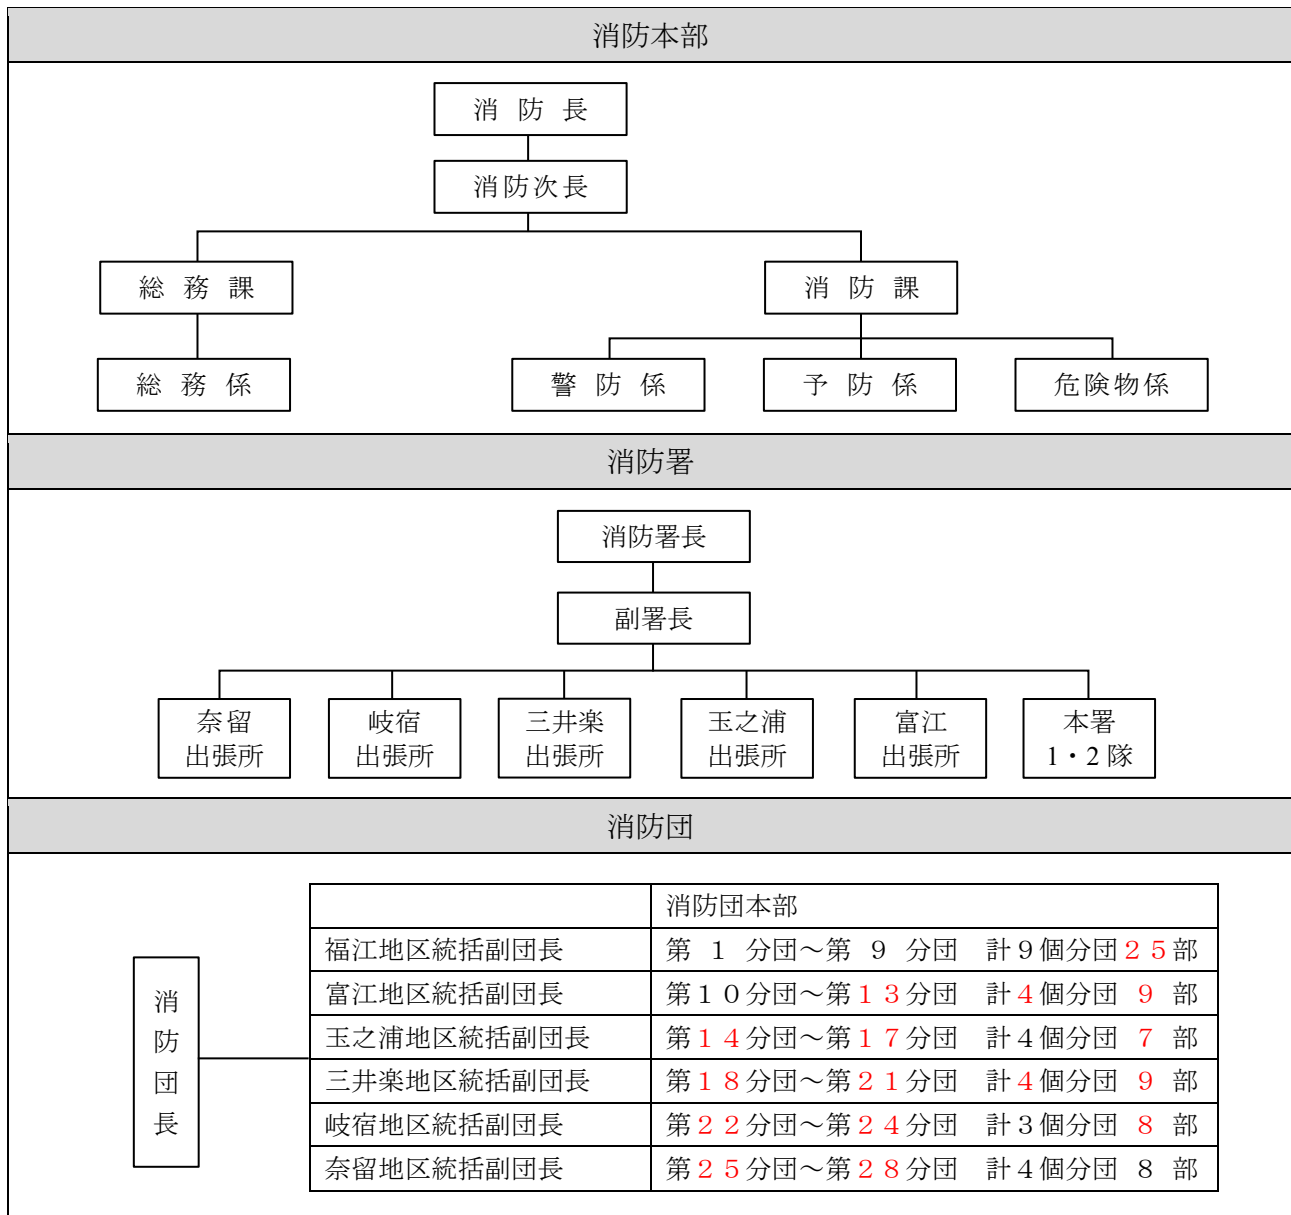 消防本部
消 防 長
消防次長
総 務 課
消 防 課
総 務 係
警 防 係
予 防 係
危険物係
消防署
消防署長
副署長
奈留
出張所
岐宿
出張所
三井楽
出張所
玉之浦
出張所
富江
出張所
本署
1・2 隊
消防団
消防団長
消防団本部
福江地区統括副団長 第 1 分団～第 9 分団 計9個分団25部
富江地区統括副団長 第10分団～第13分団 計4個分団 9 部
玉之浦地区統括副団長 第14分団～第17分団 計4個分団 7 部
三井楽地区統括副団長 第18分団～第21分団 計4個分団 9 部
岐宿地区統括副団長 第22分団～第24分団 計3個分団 8 部
奈留地区統括副団長 第25分団～第28分団 計4個分団 8 部